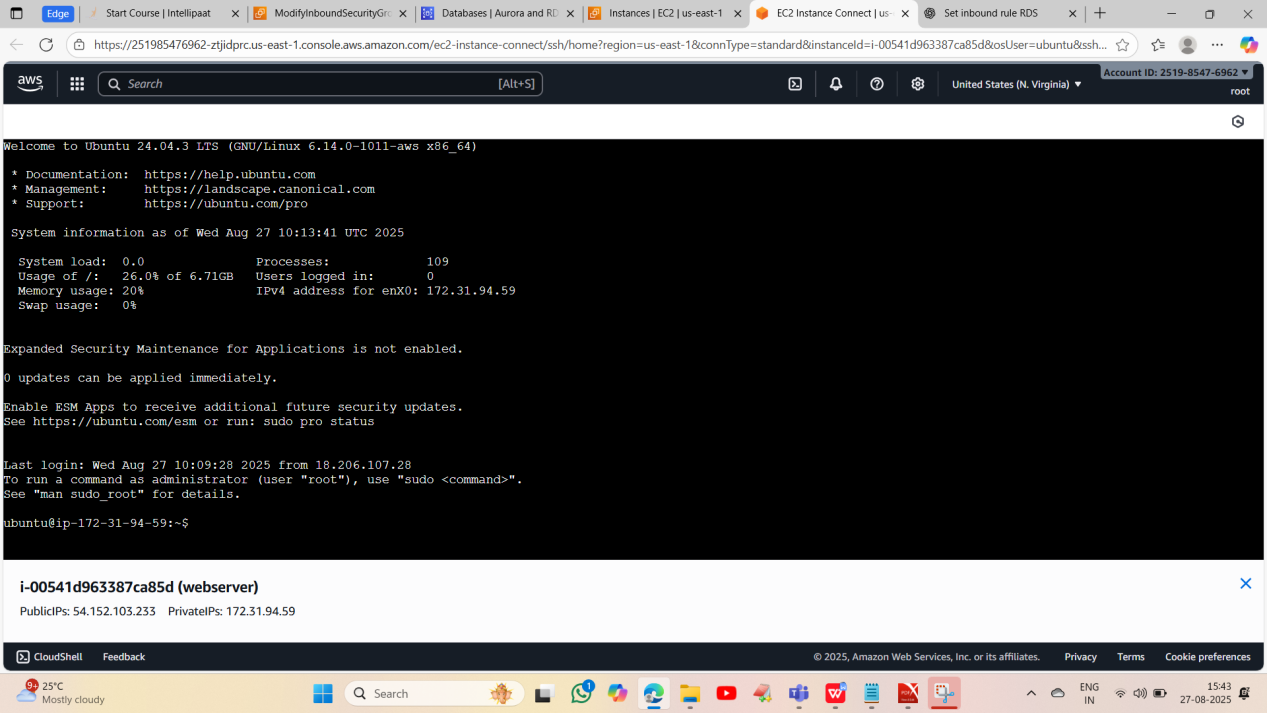 Edge
Start Course | Intellipaat
ModifyInboundSecurityGro
Databases | Aurora and RD
Instances | EC2 | us-east-1
EC2 Instance Connect | us-
Set inbound rule RDS
https://251985476962-ztjidprc.us-east-1.console.aws.amazon.com/ec2-instance-connect/ssh/home?region=us-east-1&connType=standard&instanceId=i-00541d963387ca85d&osUser=ubuntu&ssh...
aws
Search
[Alt+S]
United States (N. Virginia) ▼
Account ID: 2519-8547-6962 ▼
root
Welcome to Ubuntu 24.04.3 LTS (GNU/Linux 6.14.0-1011-aws x86_64)
* Documentation: https://help.ubuntu.com
* Management: https://landscape.canonical.com
* Support: https://ubuntu.com/pro
System information as of Wed Aug 27 10:13:41 UTC 2025
System load: 0.0 Processes: 109
Usage of /: 26.0% of 6.71GB Users logged in: 0
Memory usage: 20% IPv4 address for enX0: 172.31.94.59
Swap usage: 0%
Expanded Security Maintenance for Applications is not enabled.
0 updates can be applied immediately.
Enable ESM Apps to receive additional future security updates.
See https://ubuntu.com/esm or run: sudo pro status
Last login: Wed Aug 27 10:09:28 2025 from 18.206.107.28
To run a command as administrator (user "root"), use "sudo <command>".
See "man sudo_root" for details.
ubuntu@ip-172-31-94-59:~$
i-00541d963387ca85d (webserver)
PublicIPs: 54.152.103.233 PrivateIPs: 172.31.94.59
CloudShell
Feedback
© 2025, Amazon Web Services, Inc. or its affiliates.
Privacy
Terms
Cookie preferences
9+
25°C
Mostly cloudy
Search
1
ENG
IN
15:43
27-08-2025